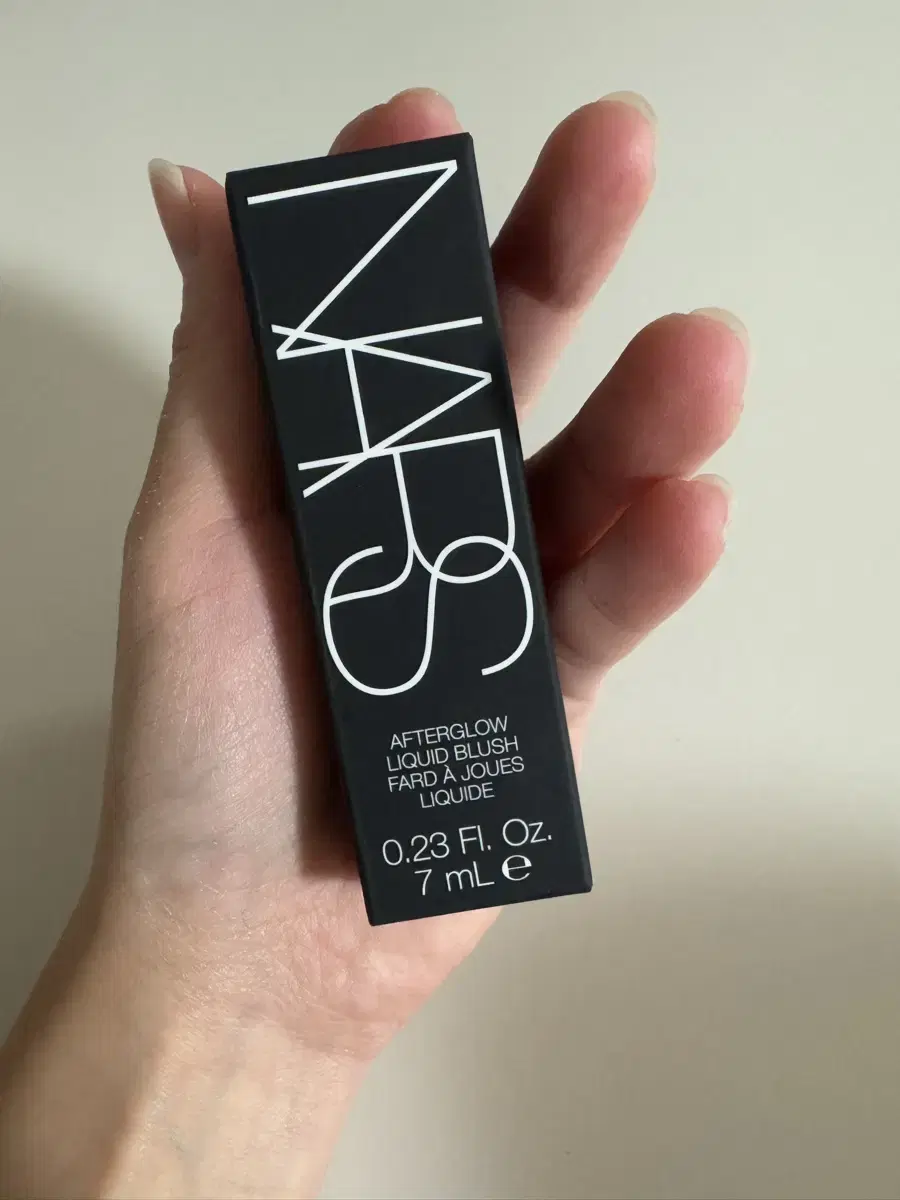 NARS
AFTERGLOW
LIQUID BLUSH
FARD À JOUES
LIQUIDE
0.23 Fl. Oz.
7 mL ℮